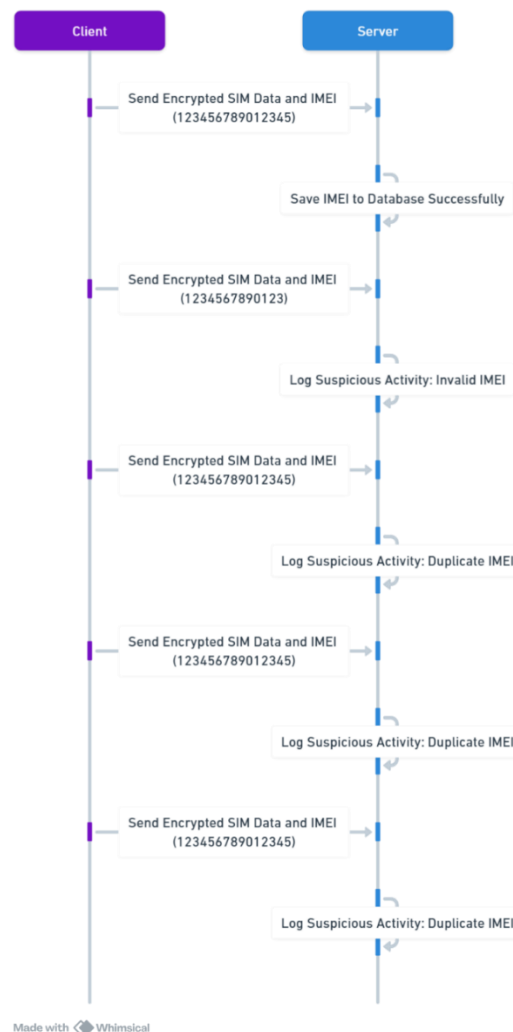 Client
Server
Send Encrypted SIM Data and IMEI
(123456789012345)
Save IMEI to Database Successfully
Send Encrypted SIM Data and IMEI
(1234567890123)
Log Suspicious Activity: Invalid IMEI
Send Encrypted SIM Data and IMEI
(123456789012345)
Log Suspicious Activity: Duplicate IMEI
Send Encrypted SIM Data and IMEI
(123456789012345)
Log Suspicious Activity: Duplicate IMEI
Send Encrypted SIM Data and IMEI
(123456789012345)
Log Suspicious Activity: Duplicate IMEI
Made with Whimsical